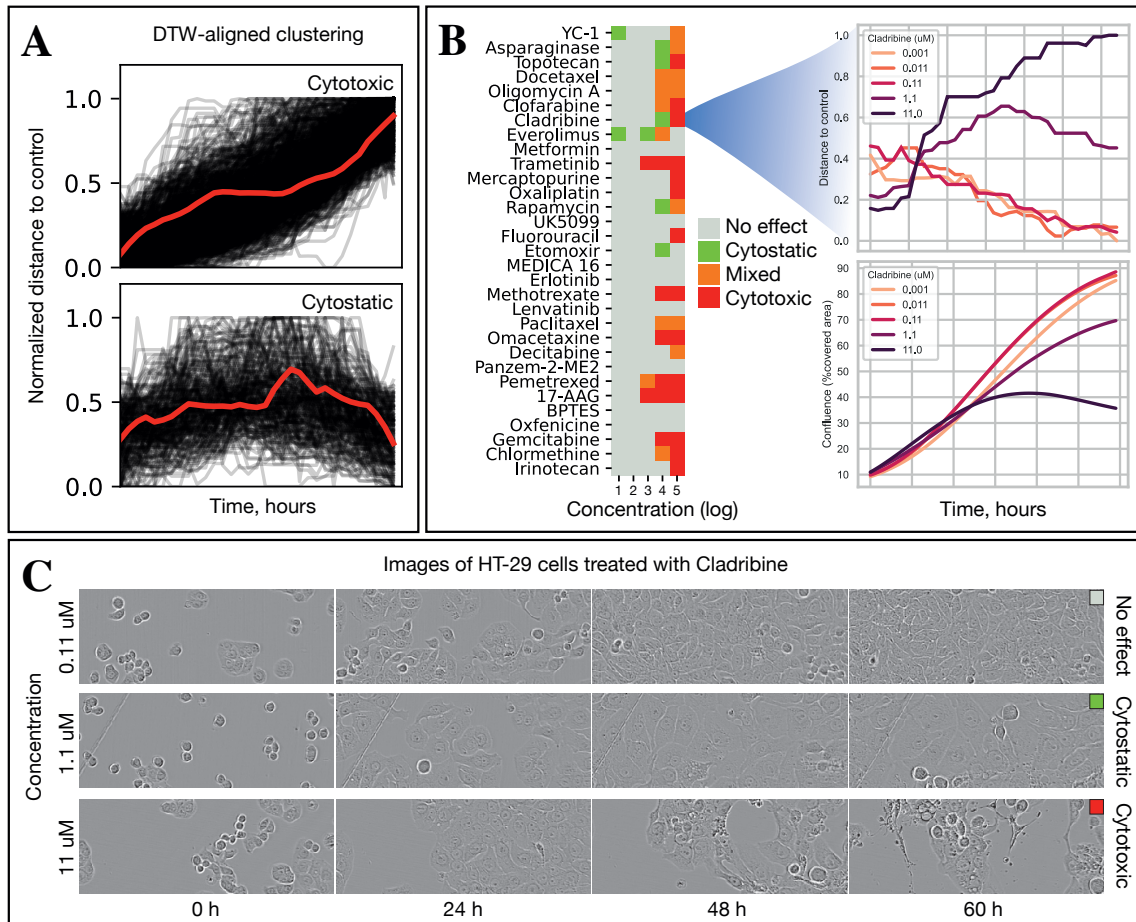 A
DTW-aligned clustering
Normalized distance to control
Cytotoxic
1.0
0.5
0.0
Cytostatic
1.0
0.5
0.0
Time, hours
B
YC-1
Asparaginase
Topotecan
Docetaxel
Oligomycin A
Clofarabine
Cladribine
Everolimus
Metformin
Trametinib
Mercaptopurine
Oxaliplatin
Rapamycin
UK5099
Fluorouracil
Etomoxir
MEDICA 16
Erlotinib
Methotrexate
Lenvatinib
Paclitaxel
Omacetaxine
Decitabine
Panzem-2-ME2
Pemetrexed
17-AAG
BPTES
Oxfenicine
Gemcitabine
Chlormethine
Irinotecan
1 2 3 4 5
Concentration (log)
No effect
Cytostatic
Mixed
Cytotoxic
Distance to control
1.0
0.8
0.6
0.4
0.2
0.0
Cladribine (uM)
0.001
0.011
0.11
1.1
11.0
Confluence (%covered area)
90
80
70
60
50
40
30
20
10
Cladribine (uM)
0.001
0.011
0.11
1.1
11.0
Time, hours
C
Images of HT-29 cells treated with Cladribine
Concentration
0.11 uM
No effect
1.1 uM
Cytostatic
11 uM
Cytotoxic
0 h
24 h
48 h
60 h